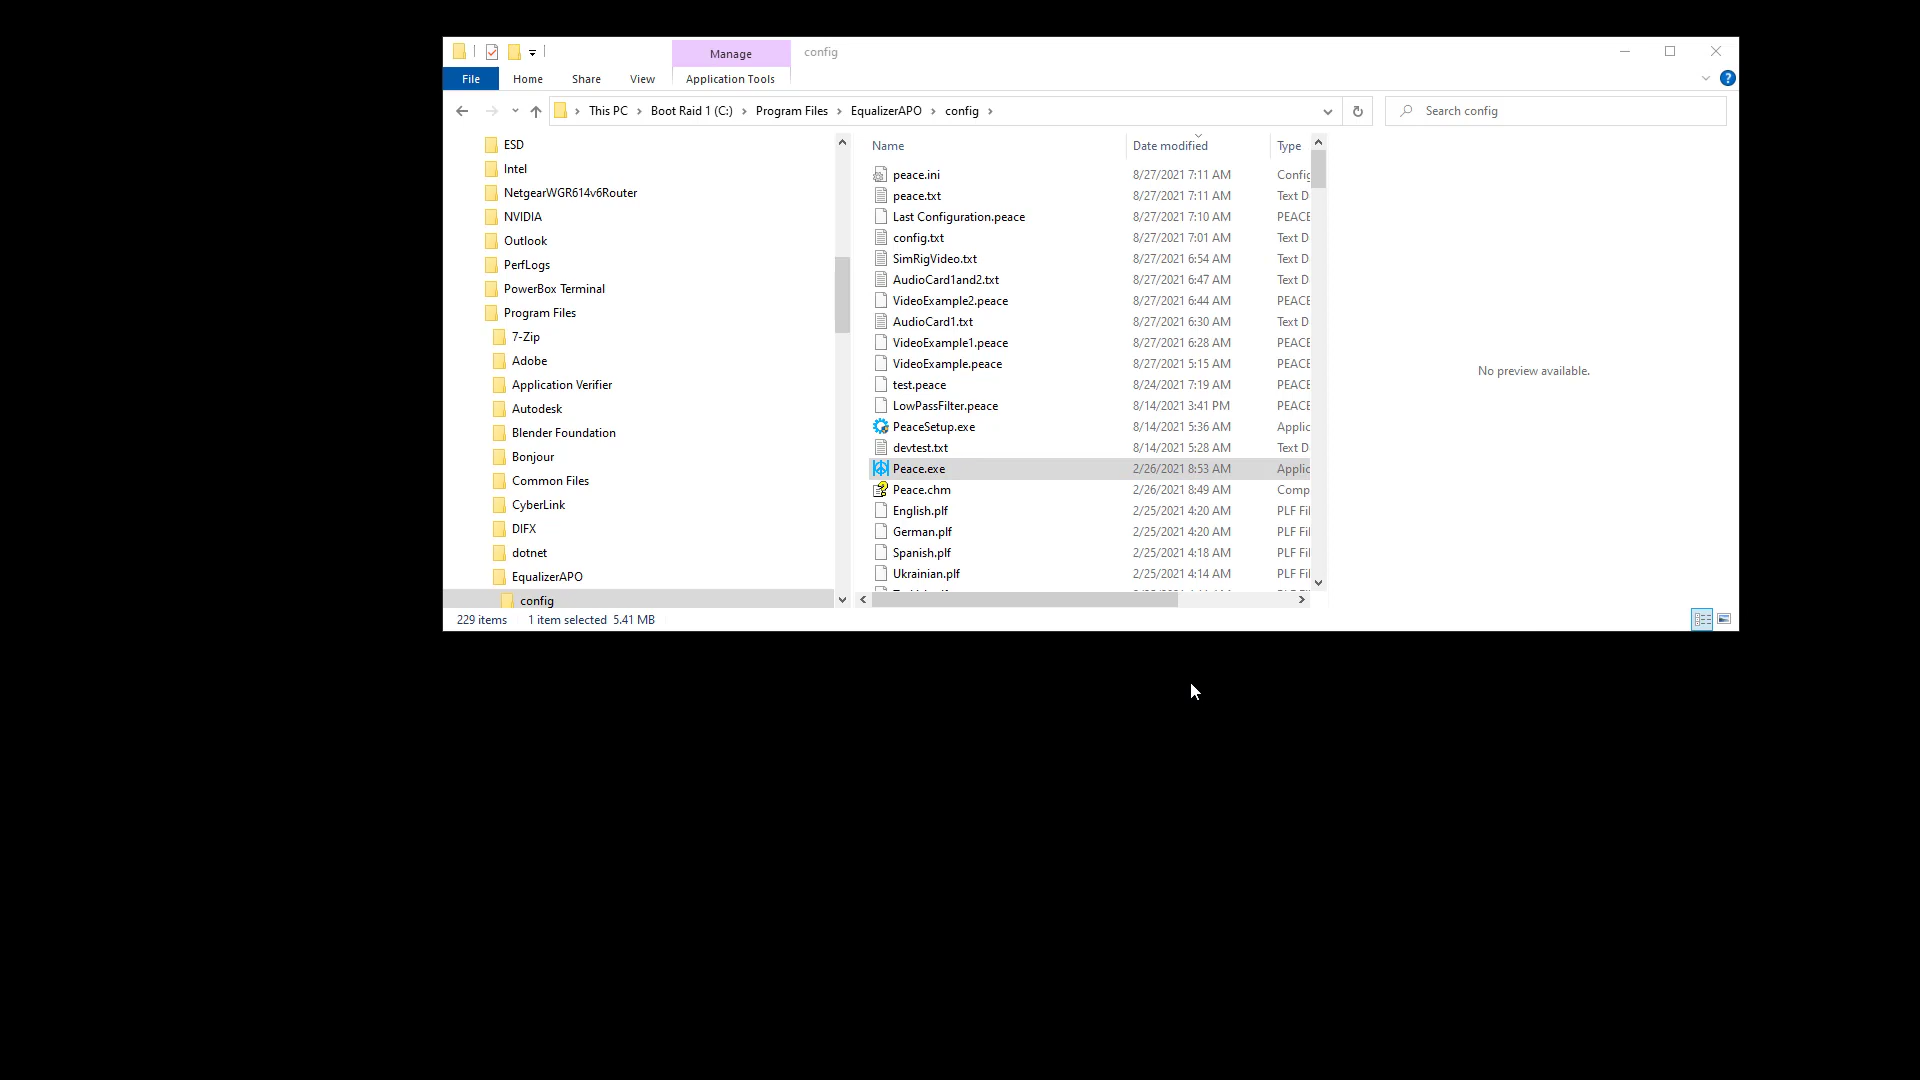 Manage
config
File
Home
Share
View
Application Tools
?
This PC
Boot Raid 1 (C:)
Program Files
EqualizerAPO
config
Search config
ESD
Intel
NetgearWGR614v6Router
NVIDIA
Outlook
PerfLogs
PowerBox Terminal
Program Files
7-Zip
Adobe
Application Verifier
Autodesk
Blender Foundation
Bonjour
Common Files
CyberLink
DIFX
dotnet
EqualizerAPO
config
Name Date modified Type
peace.ini 8/27/2021 7:11 AM Config
peace.txt 8/27/2021 7:11 AM Text D
Last Configuration.peace 8/27/2021 7:10 AM PEACE
config.txt 8/27/2021 7:01 AM Text D
SimRigVideo.txt 8/27/2021 6:54 AM Text D
AudioCard1and2.txt 8/27/2021 6:47 AM Text D
VideoExample2.peace 8/27/2021 6:44 AM PEACE
AudioCard1.txt 8/27/2021 6:30 AM Text D
VideoExample1.peace 8/27/2021 6:28 AM PEACE
VideoExample.peace 8/27/2021 5:15 AM PEACE
test.peace 8/24/2021 7:19 AM PEACE
LowPassFilter.peace 8/14/2021 3:41 PM PEACE
PeaceSetup.exe 8/14/2021 5:36 AM Applic
devtest.txt 8/14/2021 5:28 AM Text D
Peace.exe 2/26/2021 8:53 AM Applic
Peace.chm 2/26/2021 8:49 AM Comp
English.plf 2/25/2021 4:20 AM PLF Fil
German.plf 2/25/2021 4:20 AM PLF Fil
Spanish.plf 2/25/2021 4:18 AM PLF Fil
Ukrainian.plf 2/25/2021 4:14 AM PLF Fil
No preview available.
229 items 1 item selected 5.41 MB